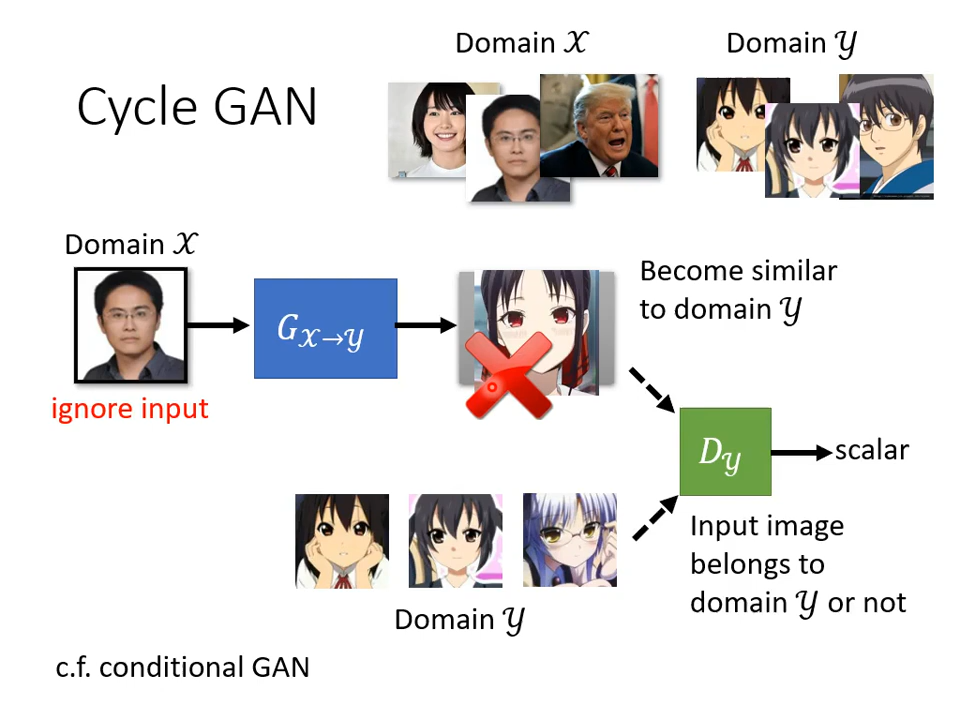 Domain 𝒳
Domain 𝒴
Cycle GAN
Domain 𝒳
Become similar
to domain 𝒴
G𝒳→𝒴
ignore input
D𝒴
scalar
Input image
belongs to
domain 𝒴 or not
Domain 𝒴
c.f. conditional GAN